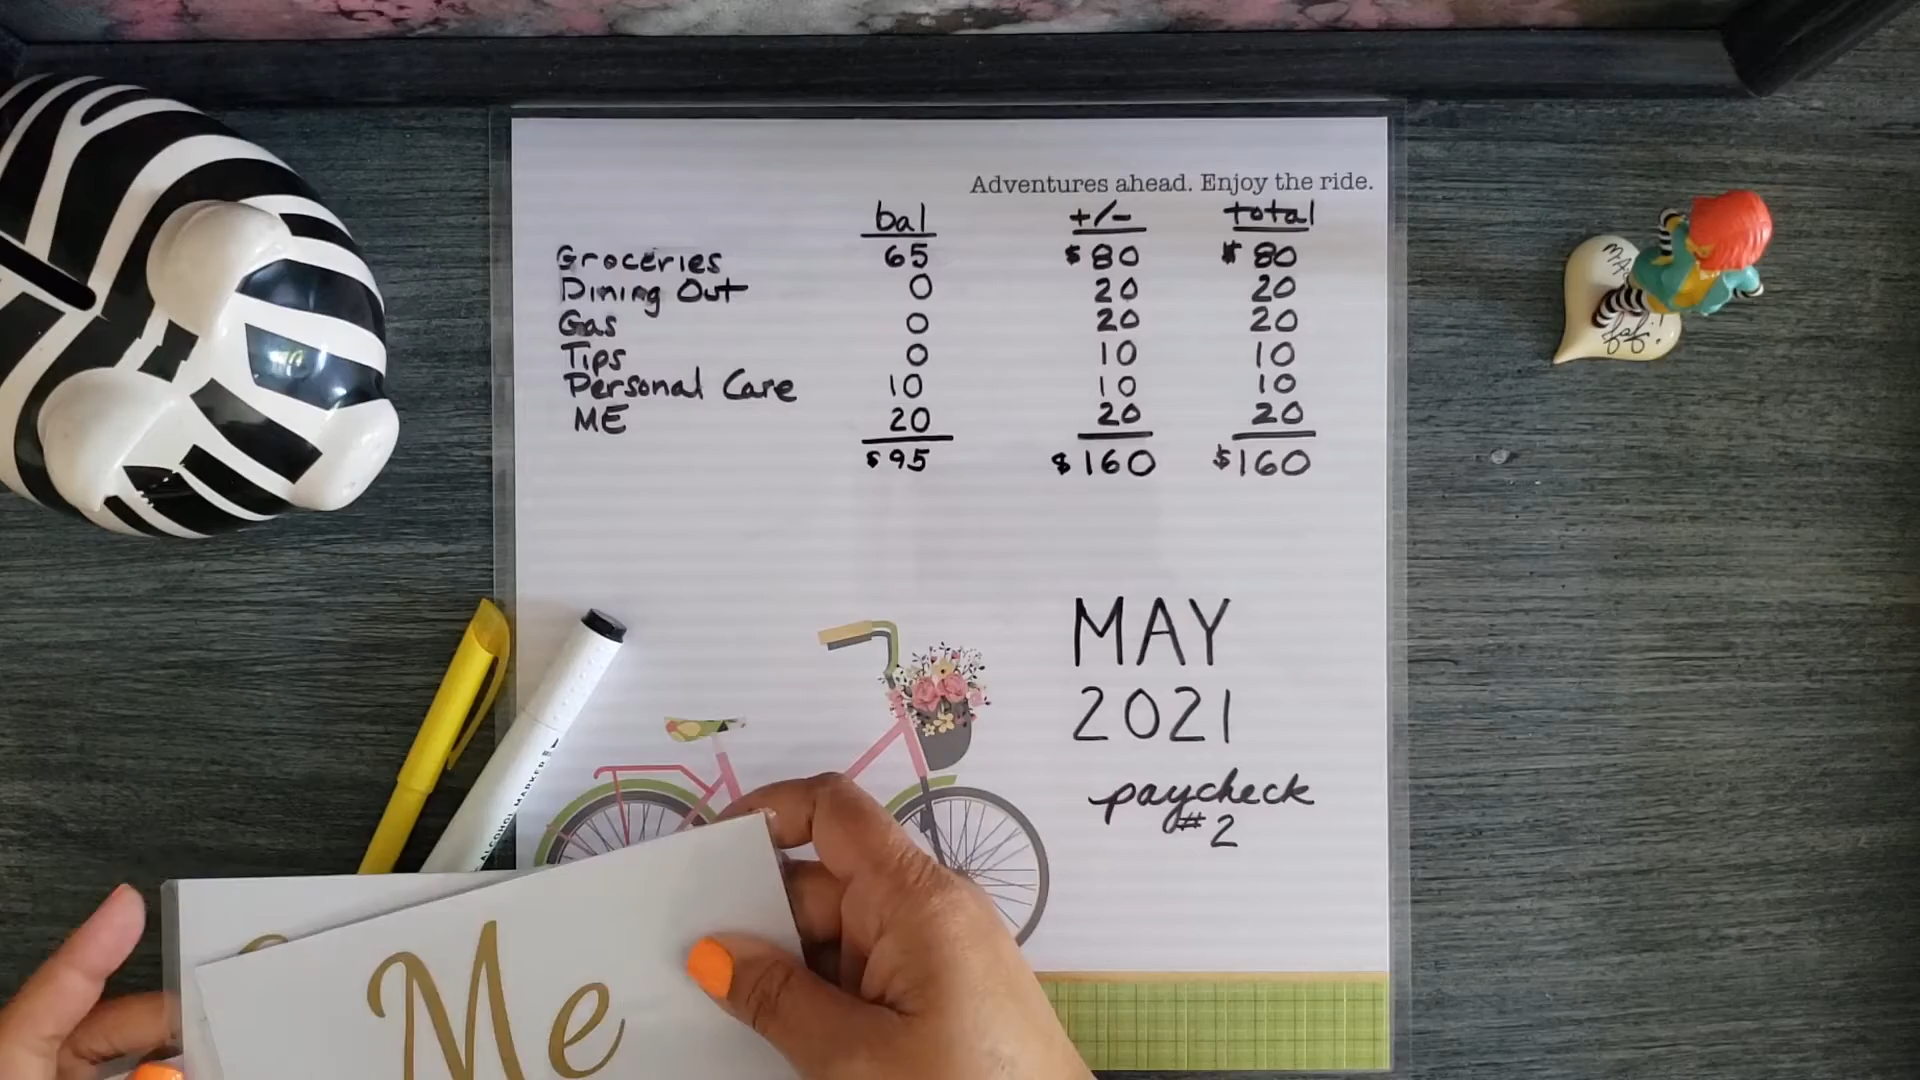 Adventures ahead. Enjoy the ride.
bal +/- total
Groceries 65 $80 $80
Dining Out 0 20 20
Gas 0 20 20
Tips 0 10 10
Personal Care 10 10 10
ME 20 20 20
$95 $160 $160
MAY
2021
paycheck
#2
ALCOHOL MARKER
Me